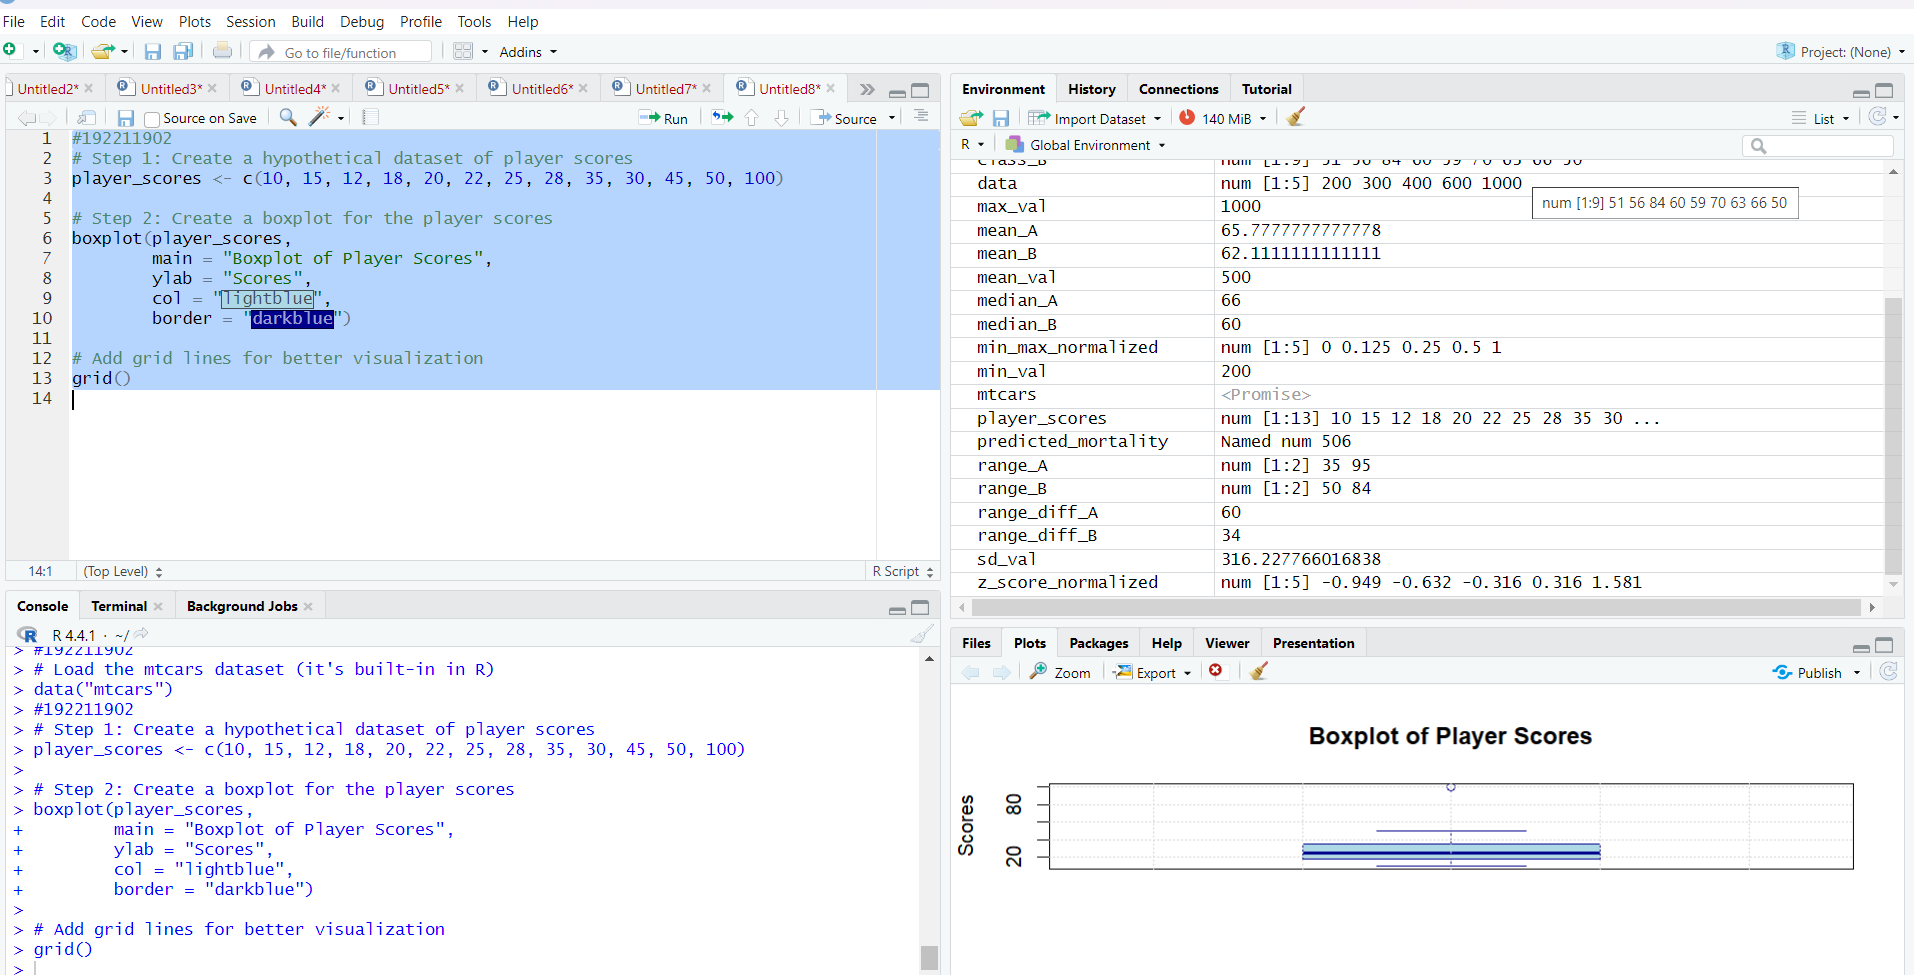 File Edit Code View Plots Session Build Debug Profile Tools Help
Go to file/function Addins Project: (None)
Untitled2* Untitled3* Untitled4* Untitled5* Untitled6* Untitled7* Untitled8*
Source on Save Run Source
1 #192211902
2 # Step 1: Create a hypothetical dataset of player scores
3 player_scores <- c(10, 15, 12, 18, 20, 22, 25, 28, 35, 30, 45, 50, 100)
4
5 # Step 2: Create a boxplot for the player scores
6 boxplot(player_scores,
7 main = "Boxplot of Player Scores",
8 ylab = "Scores",
9 col = "lightblue",
10 border = "darkblue")
11
12 # Add grid lines for better visualization
13 grid()
14
14:1 (Top Level) R Script
Console Terminal Background Jobs
R 4.4.1 · ~/
> #192211902
> # Load the mtcars dataset (it's built-in in R)
> data("mtcars")
> #192211902
> # Step 1: Create a hypothetical dataset of player scores
> player_scores <- c(10, 15, 12, 18, 20, 22, 25, 28, 35, 30, 45, 50, 100)
>
> # Step 2: Create a boxplot for the player scores
> boxplot(player_scores,
+ main = "Boxplot of Player Scores",
+ ylab = "Scores",
+ col = "lightblue",
+ border = "darkblue")
>
> # Add grid lines for better visualization
> grid()
>
Environment History Connections Tutorial
Import Dataset 140 MiB List
R Global Environment
class_B num [1:9] 51 56 84 60 59 70 63 66 50
data num [1:5] 200 300 400 600 1000
num [1:9] 51 56 84 60 59 70 63 66 50
max_val 1000
mean_A 65.7777777777778
mean_B 62.1111111111111
mean_val 500
median_A 66
median_B 60
min_max_normalized num [1:5] 0 0.125 0.25 0.5 1
min_val 200
mtcars <Promise>
player_scores num [1:13] 10 15 12 18 20 22 25 28 35 30 ...
predicted_mortality Named num 506
range_A num [1:2] 35 95
range_B num [1:2] 50 84
range_diff_A 60
range_diff_B 34
sd_val 316.227766016838
z_score_normalized num [1:5] -0.949 -0.632 -0.316 0.316 1.581
Files Plots Packages Help Viewer Presentation
Zoom Export Publish
Boxplot of Player Scores
Scores
80
20